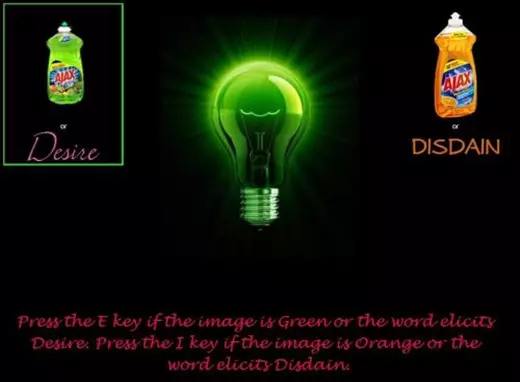 AJAX
or
Desire
AJAX
or
DISDAIN
Press the E key if the image is Green or the word elicits
Desire. Press the I key if the image is Orange or the
word elicits Disdain.